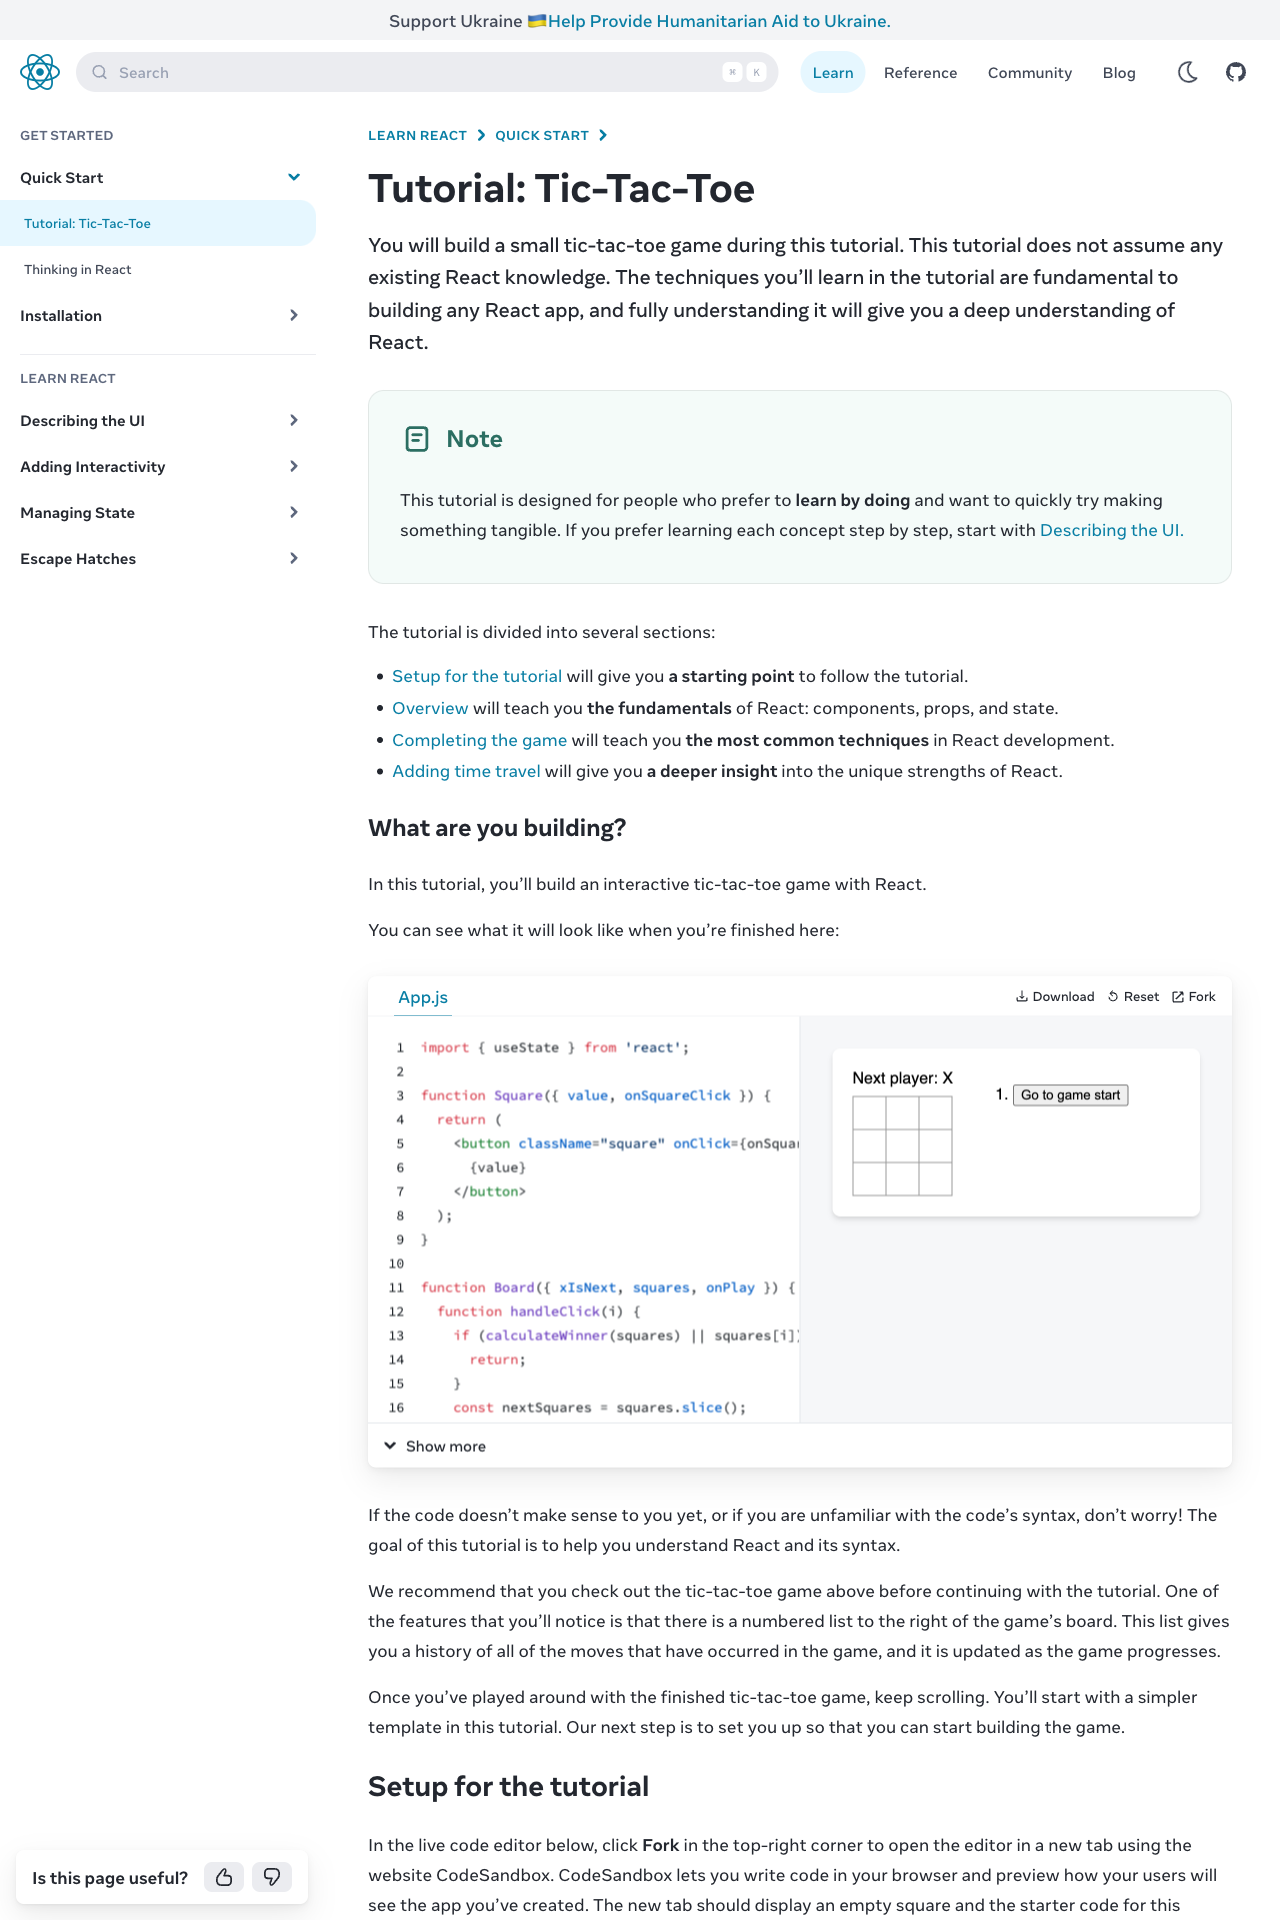 Support Ukraine 🇺🇦Help Provide Humanitarian Aid to Ukraine.
Search
⌘ K
Learn
Reference
Community
Blog
GET STARTED
Quick Start
Tutorial: Tic-Tac-Toe
Thinking in React
Installation
LEARN REACT
Describing the UI
Adding Interactivity
Managing State
Escape Hatches
LEARN REACT
QUICK START
Tutorial: Tic-Tac-Toe
You will build a small tic-tac-toe game during this tutorial. This tutorial does not assume any
existing React knowledge. The techniques you’ll learn in the tutorial are fundamental to
building any React app, and fully understanding it will give you a deep understanding of
React.
Note
This tutorial is designed for people who prefer to learn by doing and want to quickly try making
something tangible. If you prefer learning each concept step by step, start with Describing the UI.
The tutorial is divided into several sections:
• Setup for the tutorial will give you a starting point to follow the tutorial.
• Overview will teach you the fundamentals of React: components, props, and state.
• Completing the game will teach you the most common techniques in React development.
• Adding time travel will give you a deeper insight into the unique strengths of React.
What are you building?
In this tutorial, you’ll build an interactive tic-tac-toe game with React.
You can see what it will look like when you’re finished here:
App.js
Download
Reset
Fork
1 import { useState } from 'react';
2
3 function Square({ value, onSquareClick }) {
4   return (
5     <button className="square" onClick={onSquar
6       {value}
7     </button>
8   );
9 }
10
11 function Board({ xIsNext, squares, onPlay }) {
12   function handleClick(i) {
13     if (calculateWinner(squares) || squares[i])
14       return;
15     }
16     const nextSquares = squares.slice();
Next player: X
1. Go to game start
Show more
If the code doesn’t make sense to you yet, or if you are unfamiliar with the code’s syntax, don’t worry! The
goal of this tutorial is to help you understand React and its syntax.
We recommend that you check out the tic-tac-toe game above before continuing with the tutorial. One of
the features that you’ll notice is that there is a numbered list to the right of the game’s board. This list gives
you a history of all of the moves that have occurred in the game, and it is updated as the game progresses.
Once you’ve played around with the finished tic-tac-toe game, keep scrolling. You’ll start with a simpler
template in this tutorial. Our next step is to set you up so that you can start building the game.
Setup for the tutorial
In the live code editor below, click Fork in the top-right corner to open the editor in a new tab using the
website CodeSandbox. CodeSandbox lets you write code in your browser and preview how your users will
see the app you’ve created. The new tab should display an empty square and the starter code for this
Is this page useful?